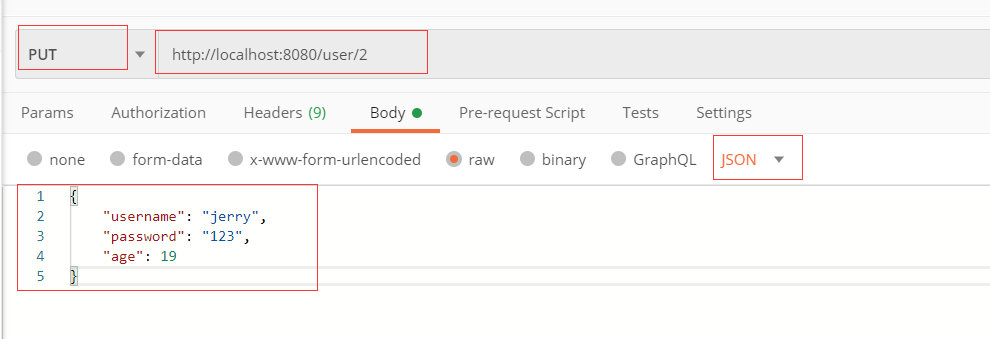 PUT http://localhost:8080/user/2
Params Authorization Headers (9) Body Pre-request Script Tests Settings
none form-data x-www-form-urlencoded raw binary GraphQL JSON
1 {
2 "username": "jerry",
3 "password": "123",
4 "age": 19
5 }